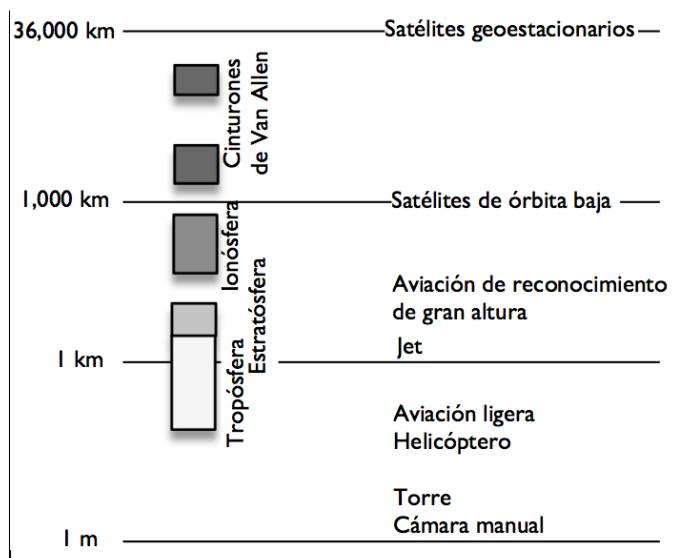 36,000 km
Satélites geoestacionarios
Cinturones
de Van Allen
1,000 km
Satélites de órbita baja
Ionósfera
Estratósfera
Aviación de reconocimiento
de gran altura
Jet
1 km
Tropósfera
Aviación ligera
Helicóptero
Torre
Cámara manual
1 m